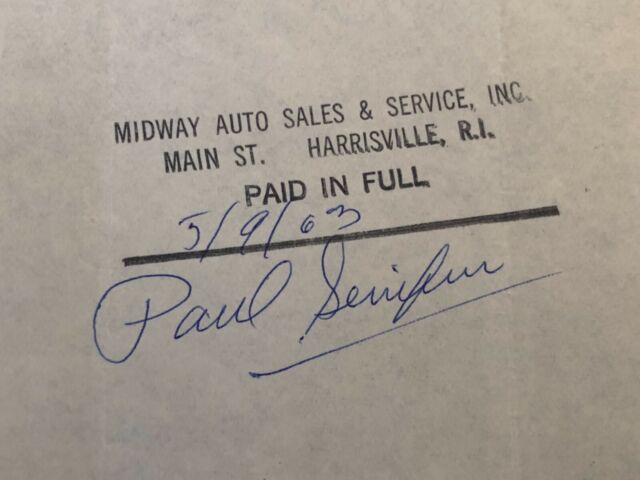 MIDWAY AUTO SALES & SERVICE, INC.
MAIN ST. HARRISVILLE, R.I.
PAID IN FULL
5/9/63
Paul